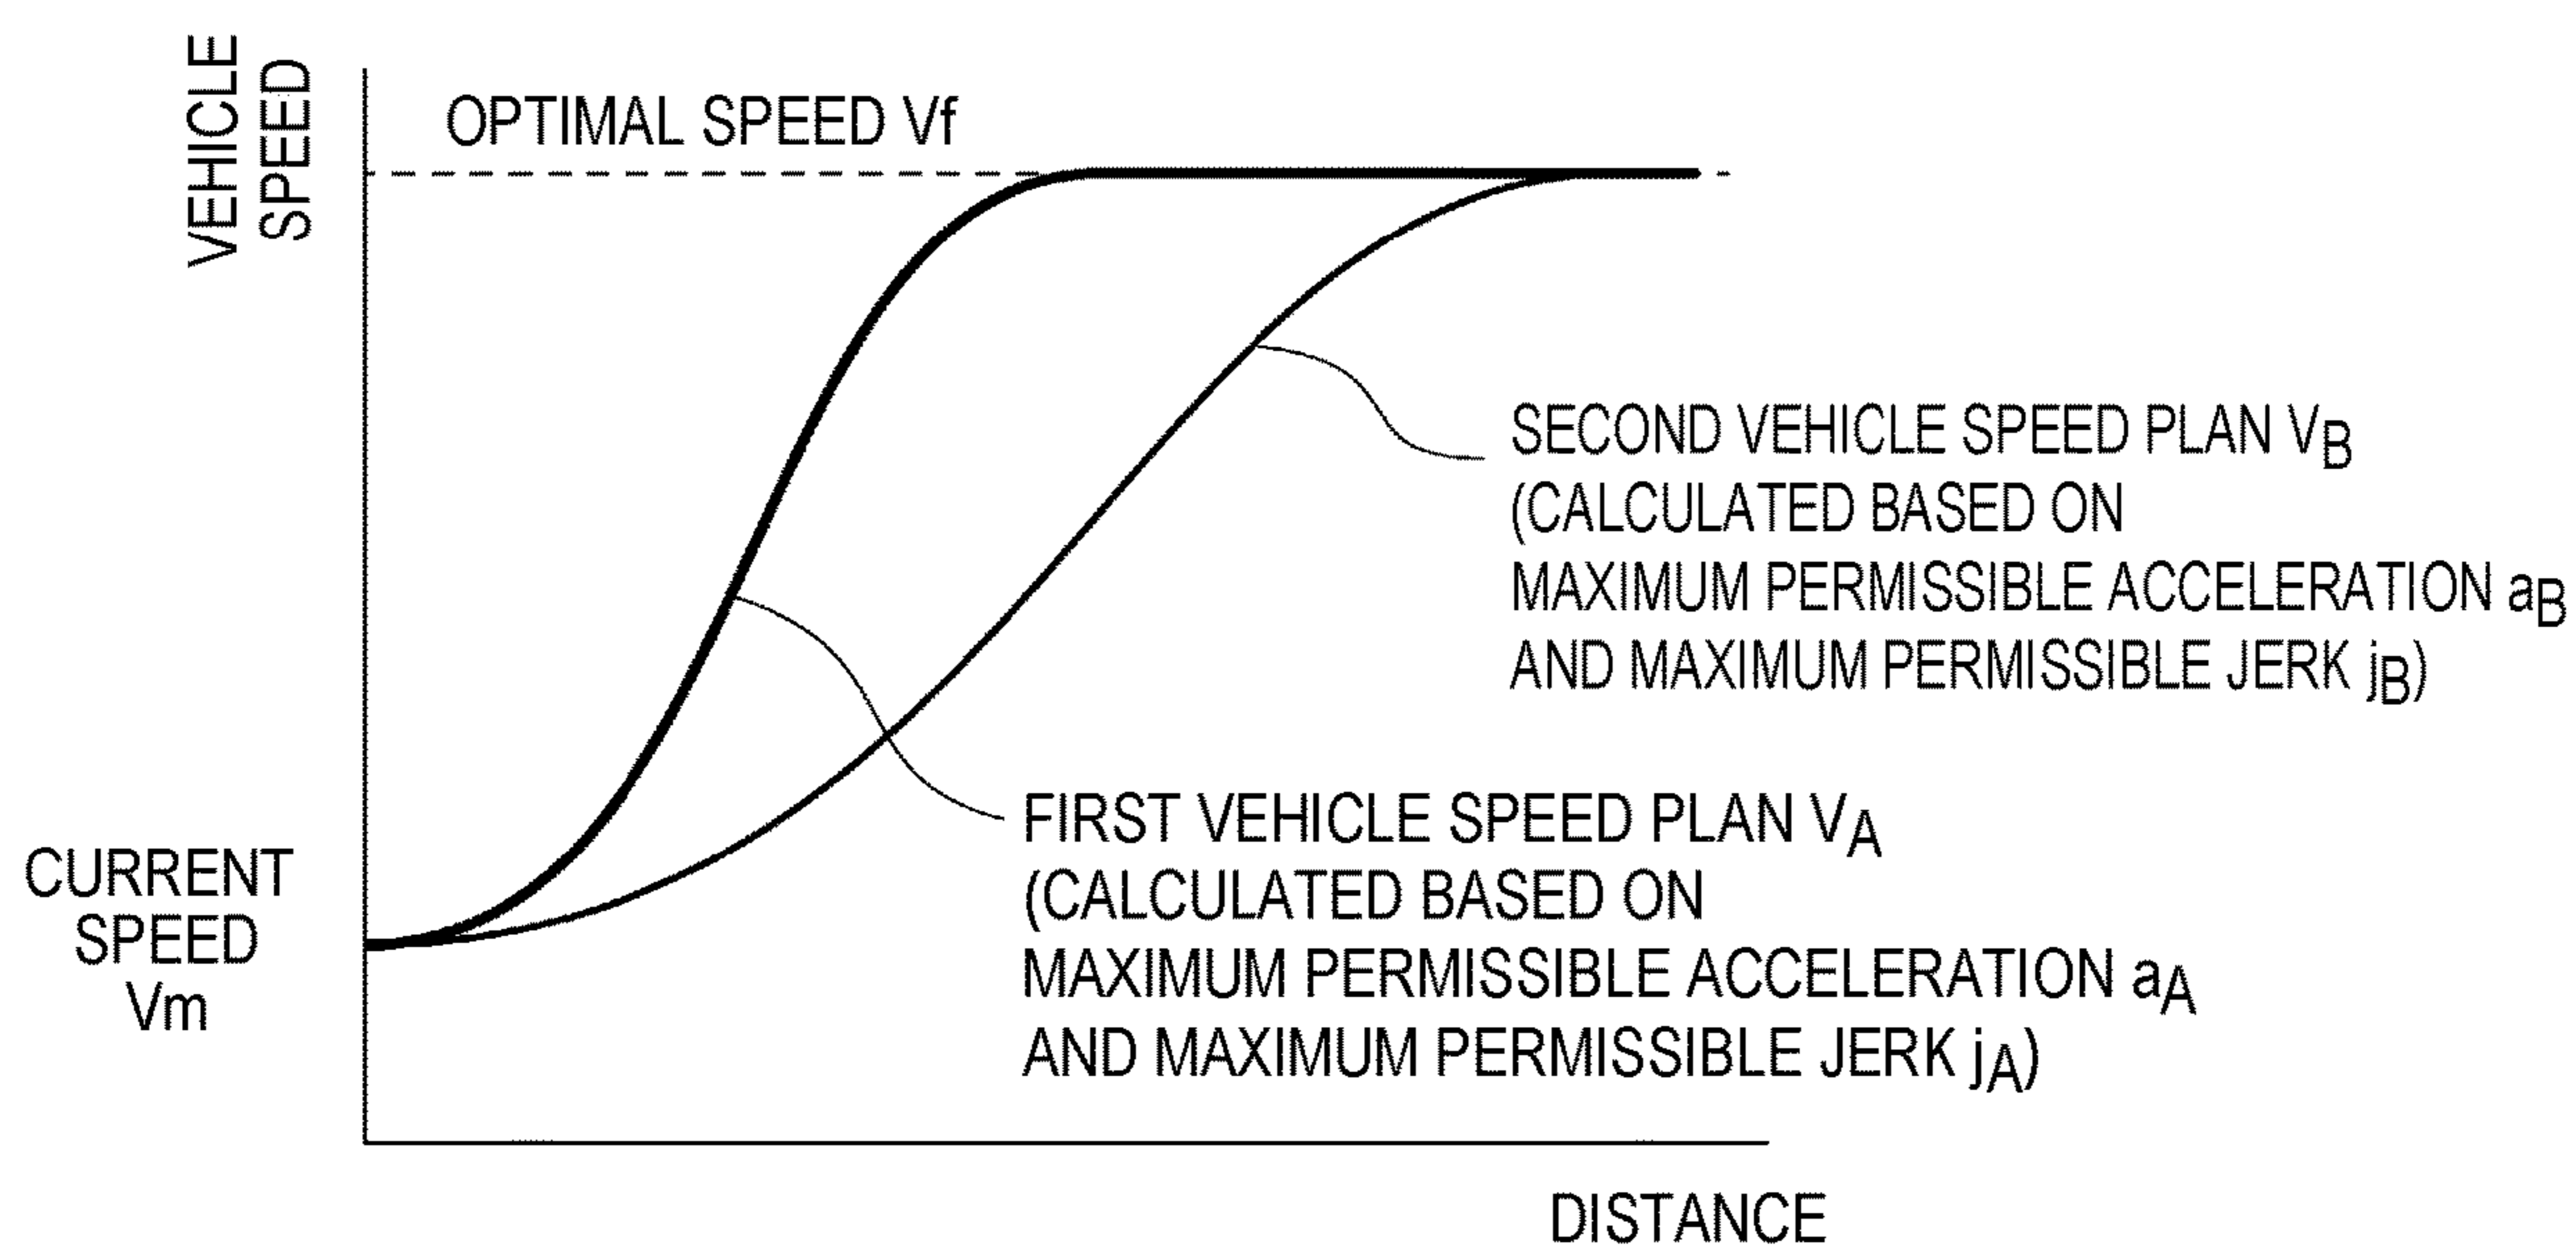 VEHICLE
SPEED
OPTIMAL SPEED Vf
SECOND VEHICLE SPEED PLAN VB
(CALCULATED BASED ON
MAXIMUM PERMISSIBLE ACCELERATION aB
AND MAXIMUM PERMISSIBLE JERK jB)
FIRST VEHICLE SPEED PLAN VA
(CALCULATED BASED ON
MAXIMUM PERMISSIBLE ACCELERATION aA
AND MAXIMUM PERMISSIBLE JERK jA)
CURRENT
SPEED
Vm
DISTANCE